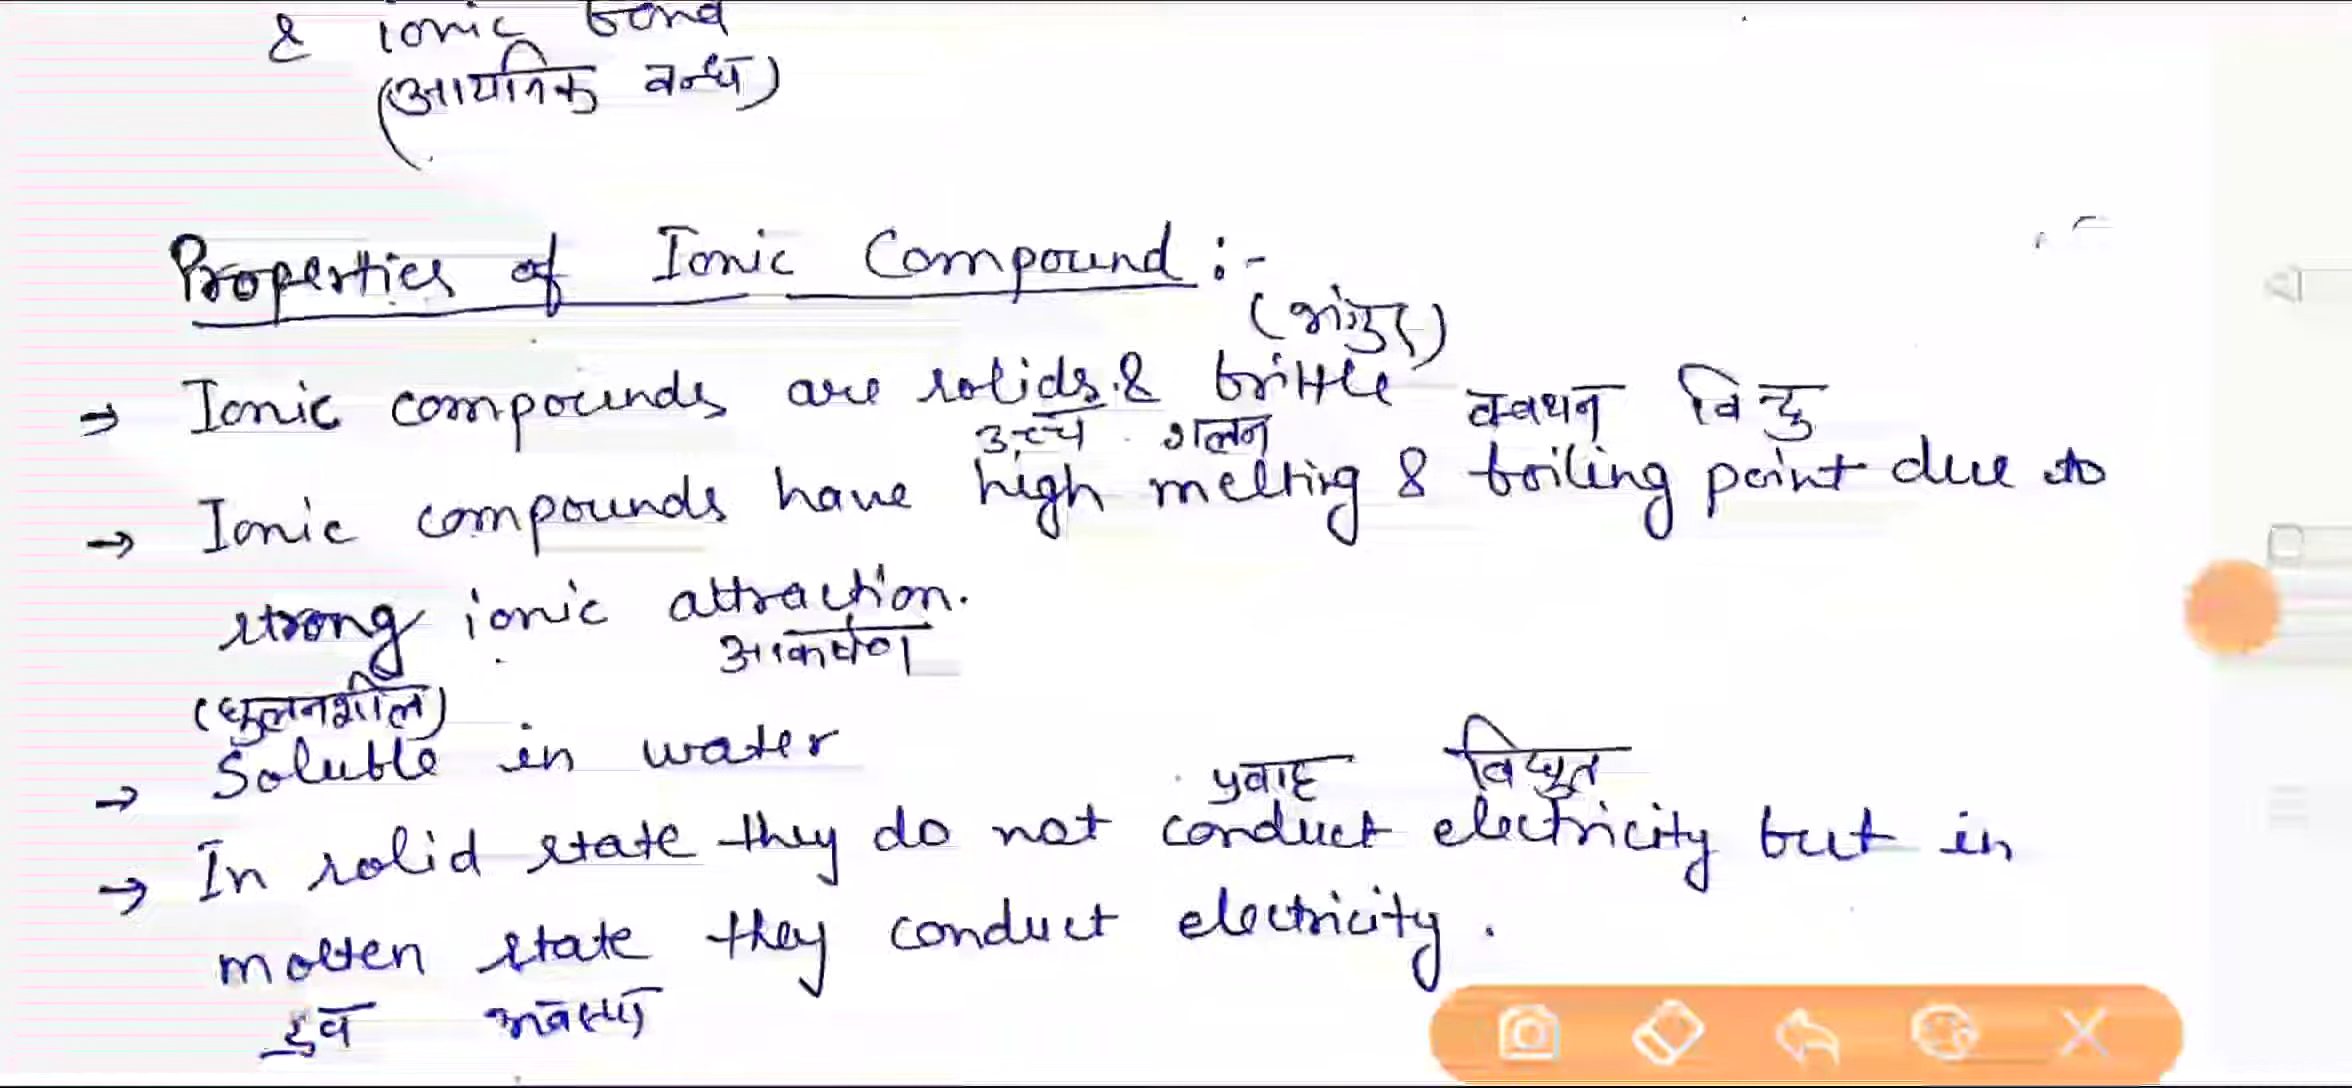 & ionic bond
(आयनिक बन्ध)
Properties of Ionic Compound :-
(भंगुर)
→ Ionic compounds are solids & brittle
उच्च गलन क्वथन बिन्दु
→ Ionic compounds have high melting & boiling point due to
strong ionic attraction.
आकर्षण
(घुलनशील)
→ Soluble in water
प्रवाह विद्युत
→ In solid state they do not conduct electricity but in
molten state they conduct electricity.
द्रव अवस्था